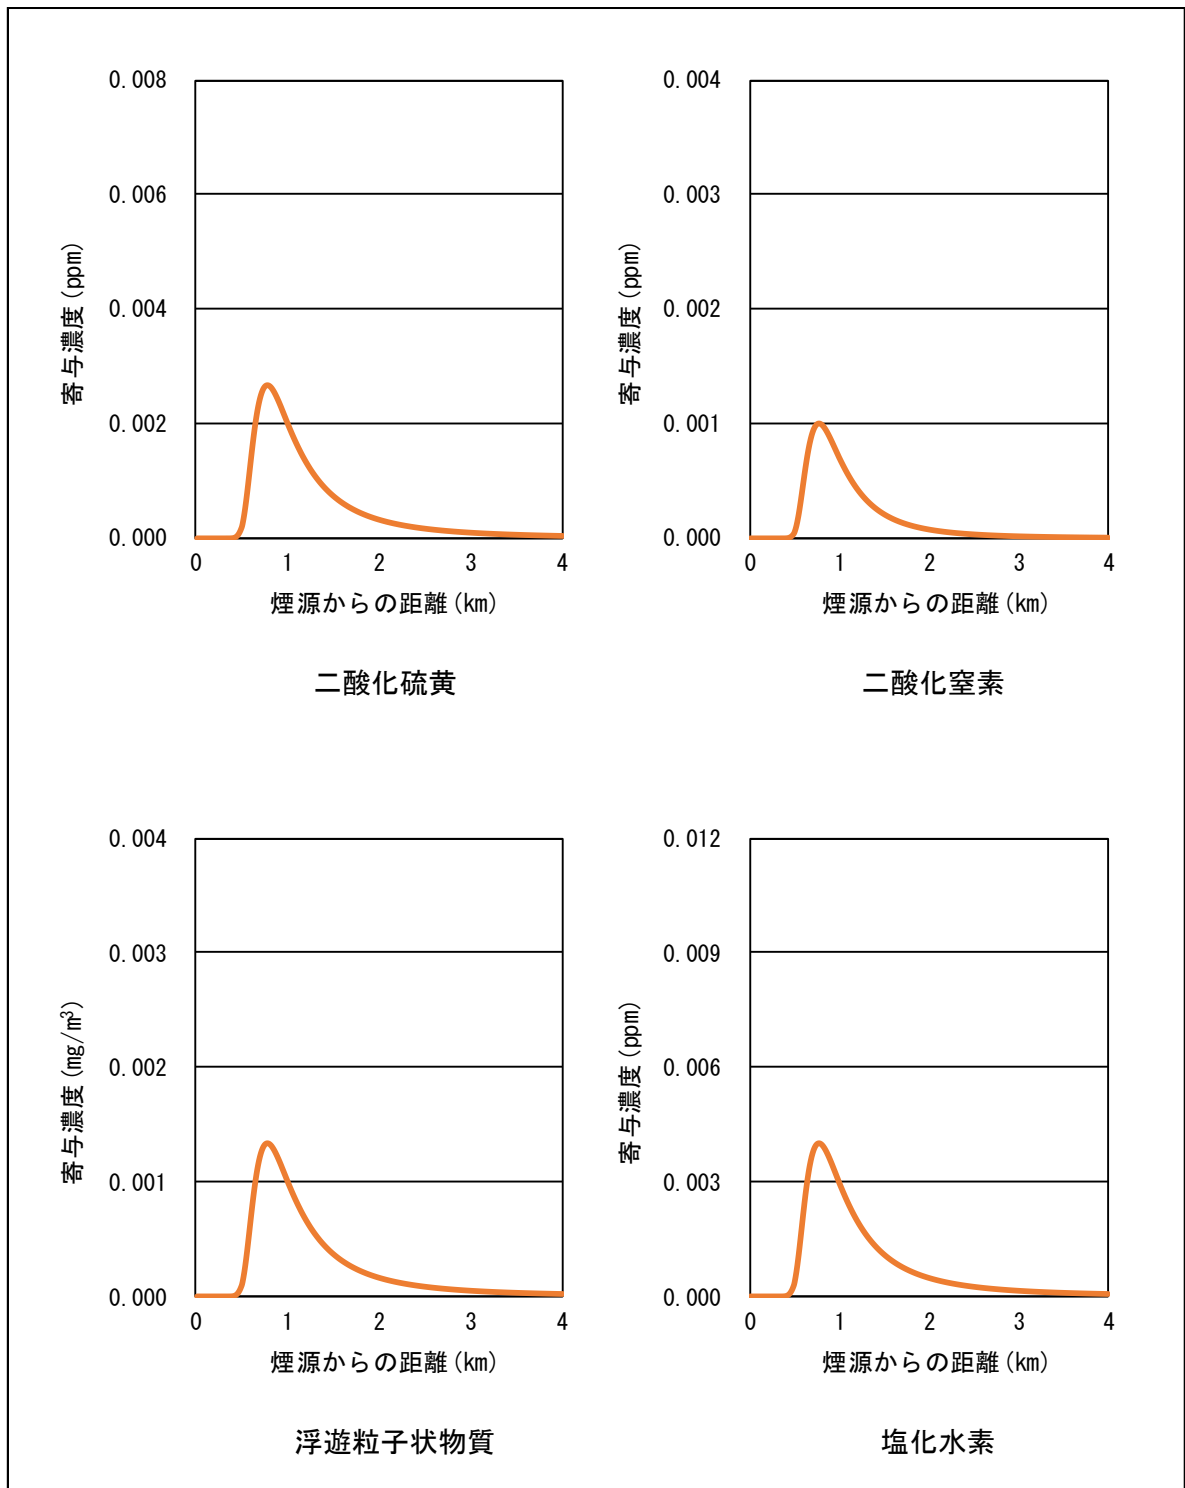 0.008
0.006
0.004
0.002
0.000
寄与濃度(ppm)
0 1 2 3 4
煙源からの距離(km)
二酸化硫黄
0.004
0.003
0.002
0.001
0.000
寄与濃度(ppm)
0 1 2 3 4
煙源からの距離(km)
二酸化窒素
0.004
0.003
0.002
0.001
0.000
寄与濃度(mg/m³)
0 1 2 3 4
煙源からの距離(km)
浮遊粒子状物質
0.012
0.009
0.006
0.003
0.000
寄与濃度(ppm)
0 1 2 3 4
煙源からの距離(km)
塩化水素